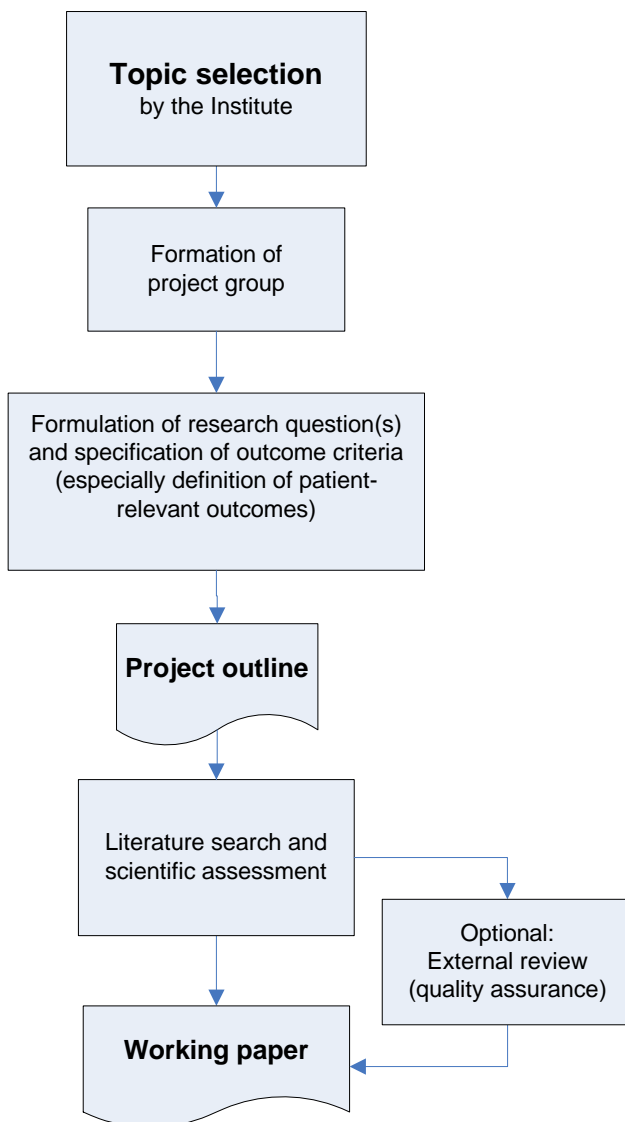 Topic selection
by the Institute
Formation of
project group
Formulation of research question(s)
and specification of outcome criteria
(especially definition of patient-
relevant outcomes)
Project outline
Literature search and
scientific assessment
Optional:
External review
(quality assurance)
Working paper